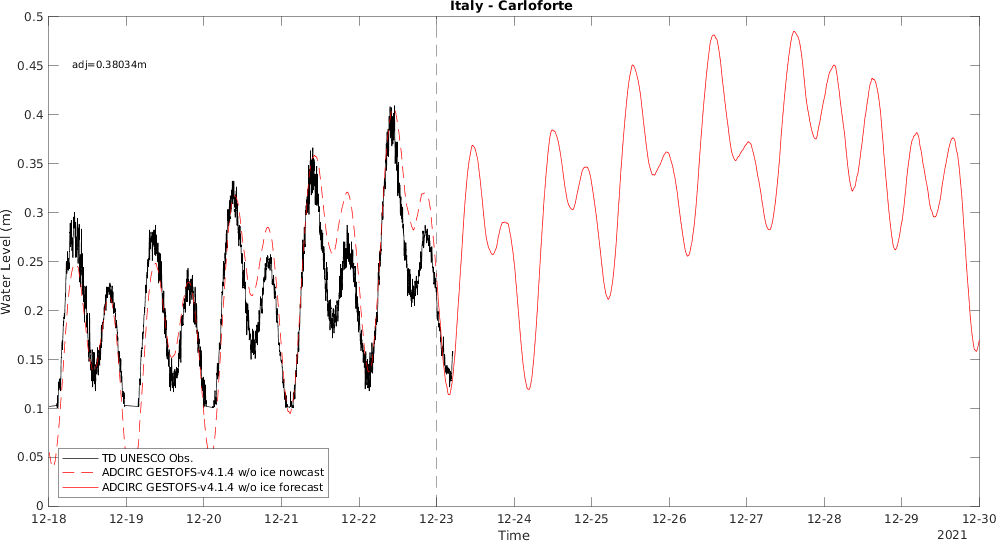 Italy - Carloforte
0.5
0.45
0.4
0.35
0.3
0.25
0.2
0.15
0.1
0.05
0
Water Level (m)
adj=0.38034m
TD UNESCO Obs.
ADCIRC GESTOFS-v4.1.4 w/o ice nowcast
ADCIRC GESTOFS-v4.1.4 w/o ice forecast
12-18 12-19 12-20 12-21 12-22 12-23 12-24 12-25 12-26 12-27 12-28 12-29 12-30
Time
2021